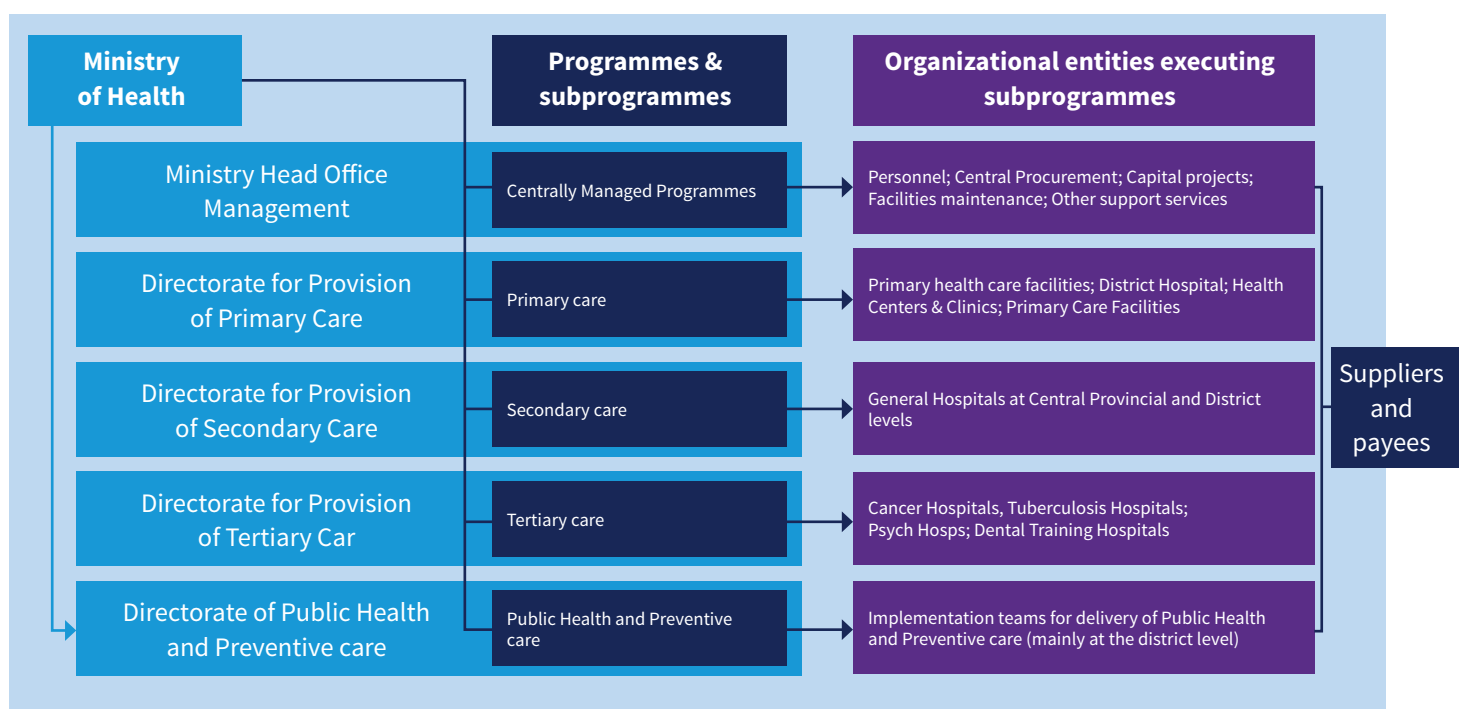 Ministry
of Health
Programmes &
subprogrammes
Organizational entities executing
subprogrammes
Ministry Head Office
Management
Centrally Managed Programmes
Personnel; Central Procurement; Capital projects;
Facilities maintenance; Other support services
Directorate for Provision
of Primary Care
Primary care
Primary health care facilities; District Hospital; Health
Centers & Clinics; Primary Care Facilities
Directorate for Provision
of Secondary Care
Secondary care
General Hospitals at Central Provincial and District
levels
Suppliers
and
payees
Directorate for Provision
of Tertiary Car
Tertiary care
Cancer Hospitals, Tuberculosis Hospitals;
Psych Hosps; Dental Training Hospitals
Directorate of Public Health
and Preventive care
Public Health and Preventive
care
Implementation teams for delivery of Public Health
and Preventive care (mainly at the district level)